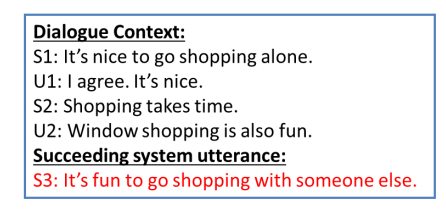 Dialogue Context:
S1: It’s nice to go shopping alone.
U1: I agree. It’s nice.
S2: Shopping takes time.
U2: Window shopping is also fun.
Succeeding system utterance:
S3: It’s fun to go shopping with someone else.